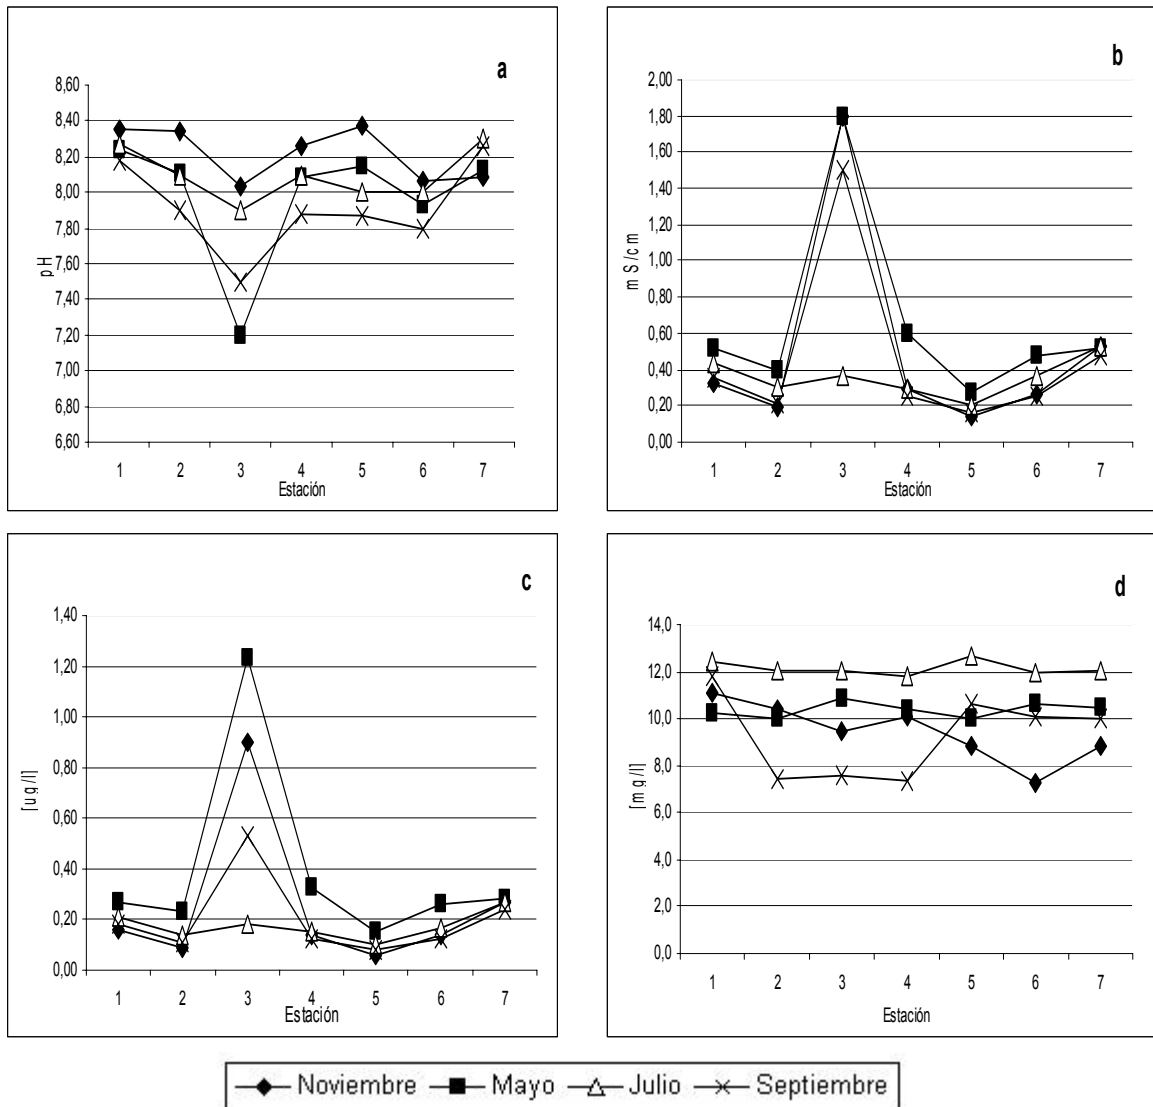 a
8,60
8,40
8,20
8,00
7,80
7,60
7,40
7,20
7,00
6,80
6,60
pH
1 2 3 4 5 6 7
Estación
b
2,00
1,80
1,60
1,40
1,20
1,00
0,80
0,60
0,40
0,20
0,00
mS/cm
1 2 3 4 5 6 7
Estación
c
1,40
1,20
1,00
0,80
0,60
0,40
0,20
0,00
[ug/l]
1 2 3 4 5 6 7
Estación
d
14,0
12,0
10,0
8,0
6,0
4,0
2,0
0,0
[mg/l]
1 2 3 4 5 6 7
Estación
Noviembre Mayo Julio Septiembre